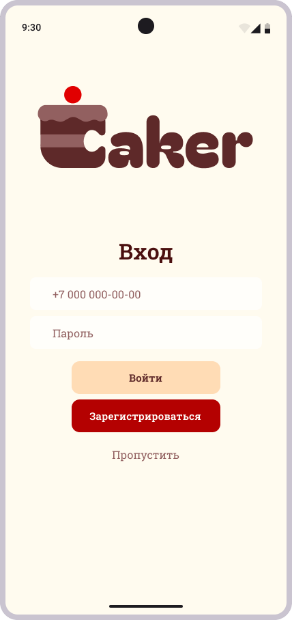 9:30
Caker
Вход
+7 000 000-00-00
Пароль
Войти
Зарегистрироваться
Пропустить